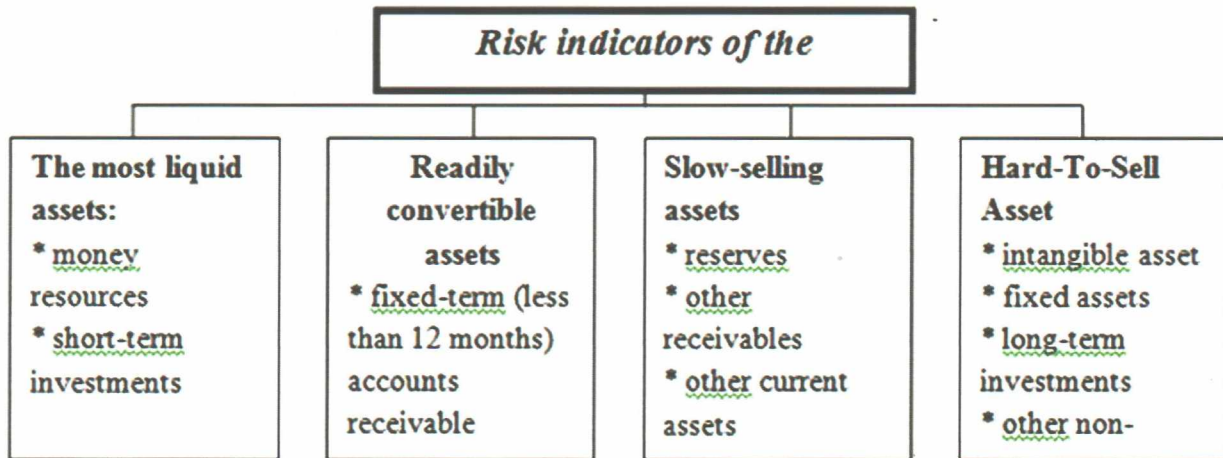 Risk indicators of the
The most liquid
assets:
* money
resources
* short-term
investments
Readily
convertible
assets
* fixed-term (less
than 12 months)
accounts
receivable
Slow-selling
assets
* reserves
* other
receivables
* other current
assets
Hard-To-Sell
Asset
* intangible asset
* fixed assets
* long-term
investments
* other non-